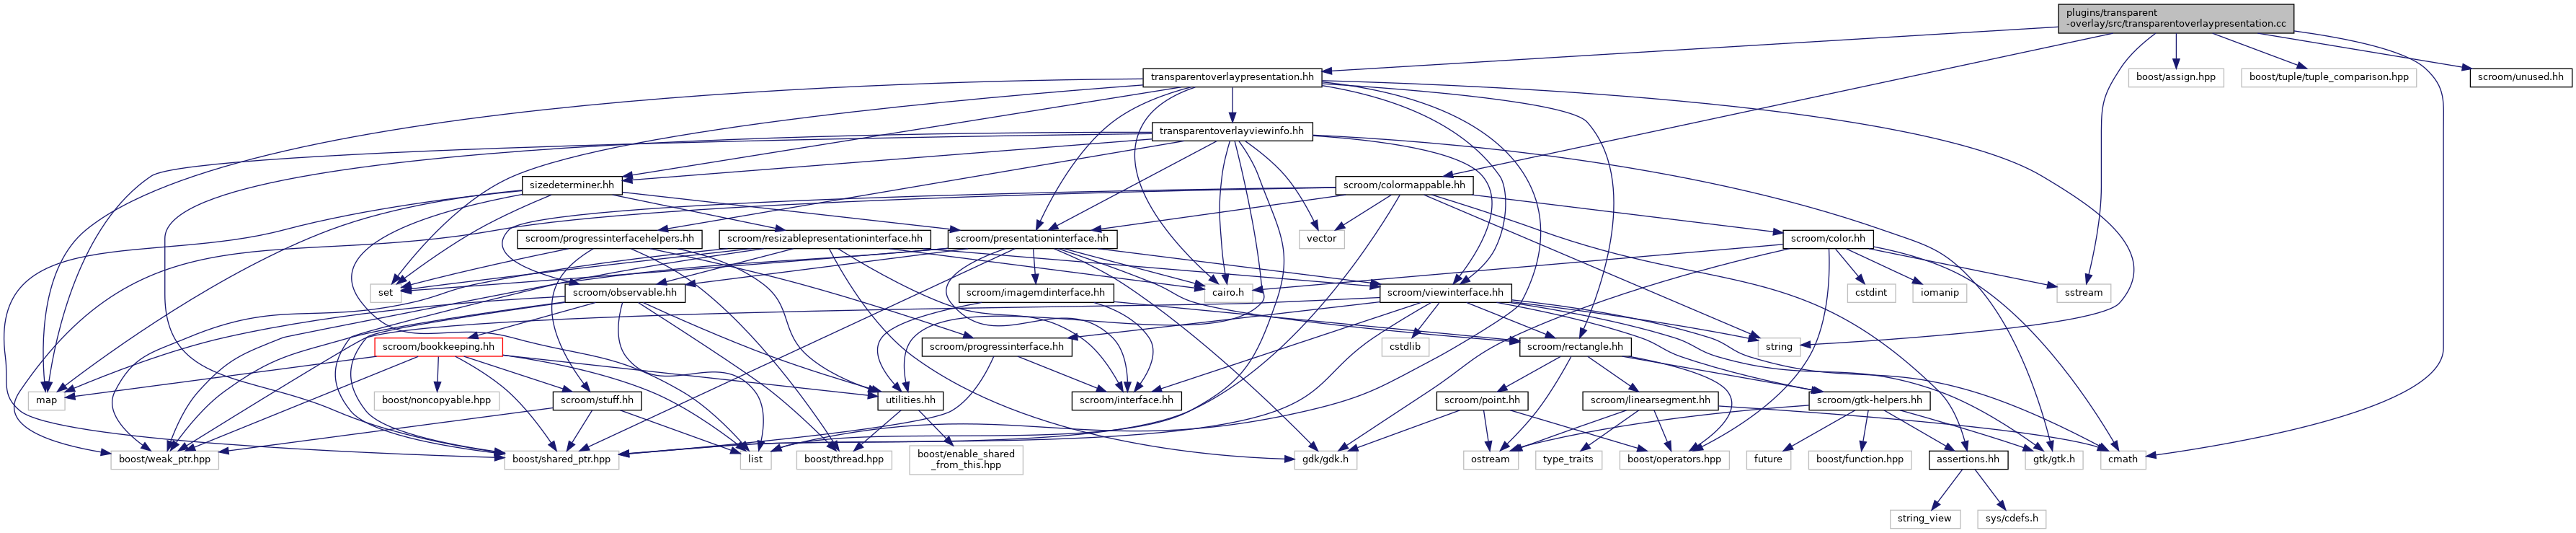 plugins/transparent
-overlay/src/transparentoverlaypresentation.cc
transparentoverlaypresentation.hh
boost/assign.hpp
boost/tuple/tuple_comparison.hpp
scroom/unused.hh
transparentoverlayviewinfo.hh
sizedeterminer.hh
scroom/colormappable.hh
scroom/progressinterfacehelpers.hh
scroom/resizablepresentationinterface.hh
scroom/presentationinterface.hh
vector
scroom/color.hh
set
scroom/observable.hh
scroom/imagemdinterface.hh
cairo.h
scroom/viewinterface.hh
cstdint
iomanip
sstream
scroom/bookkeeping.hh
scroom/progressinterface.hh
cstdlib
scroom/rectangle.hh
string
map
boost/noncopyable.hpp
scroom/stuff.hh
utilities.hh
scroom/interface.hh
scroom/point.hh
scroom/linearsegment.hh
scroom/gtk-helpers.hh
boost/weak_ptr.hpp
boost/shared_ptr.hpp
list
boost/thread.hpp
boost/enable_shared
_from_this.hpp
gdk/gdk.h
ostream
type_traits
boost/operators.hpp
future
boost/function.hpp
assertions.hh
gtk/gtk.h
cmath
string_view
sys/cdefs.h